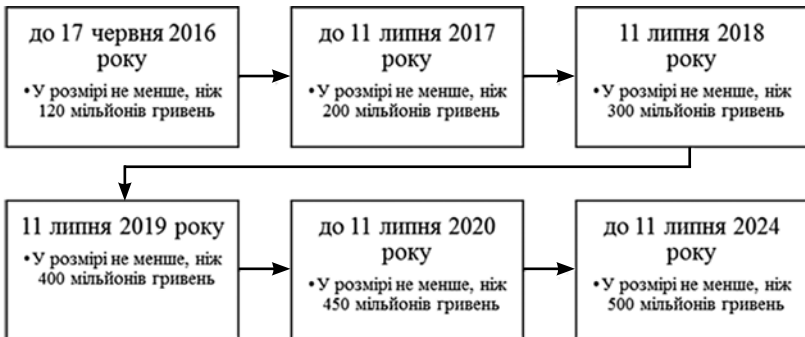 до 17 червня 2016
року
•У розмірі не менше, ніж
120 мільйонів гривень
до 11 липня 2017
року
•У розмірі не менше, ніж
200 мільйонів гривень
11 липня 2018
року
•У розмірі не менше, ніж
300 мільйонів гривень
11 липня 2019 року
•У розмірі не менше, ніж
400 мільйонів гривень
до 11 липня 2020
року
•У розмірі не менше, ніж
450 мільйонів гривень
до 11 липня 2024
року
•У розмірі не менше, ніж
500 мільйонів гривень